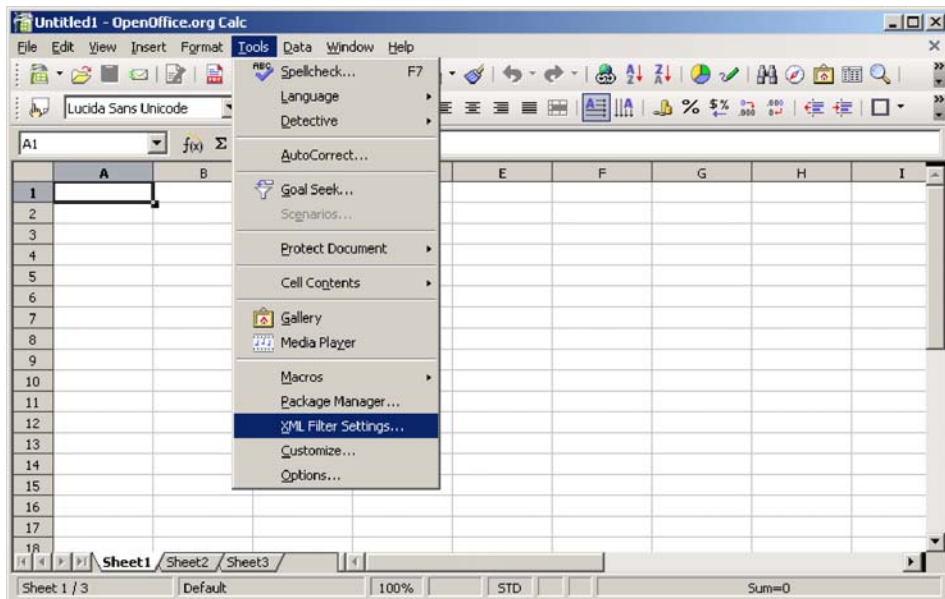 Untitled1 - OpenOffice.org Calc
File Edit View Insert Format Tools Data Window Help
ABC Spellcheck... F7
Lucida Sans Unicode
Language
Detective
A1 f(x) Σ
AutoCorrect...
A B E F G H I
Goal Seek...
Scenarios...
Protect Document
Cell Contents
Gallery
Media Player
Macros
Package Manager...
XML Filter Settings...
Customize...
Options...
1
2
3
4
5
6
7
8
9
10
11
12
13
14
15
16
17
18
Sheet1 Sheet2 Sheet3
Sheet 1 / 3 Default 100% STD Sum=0